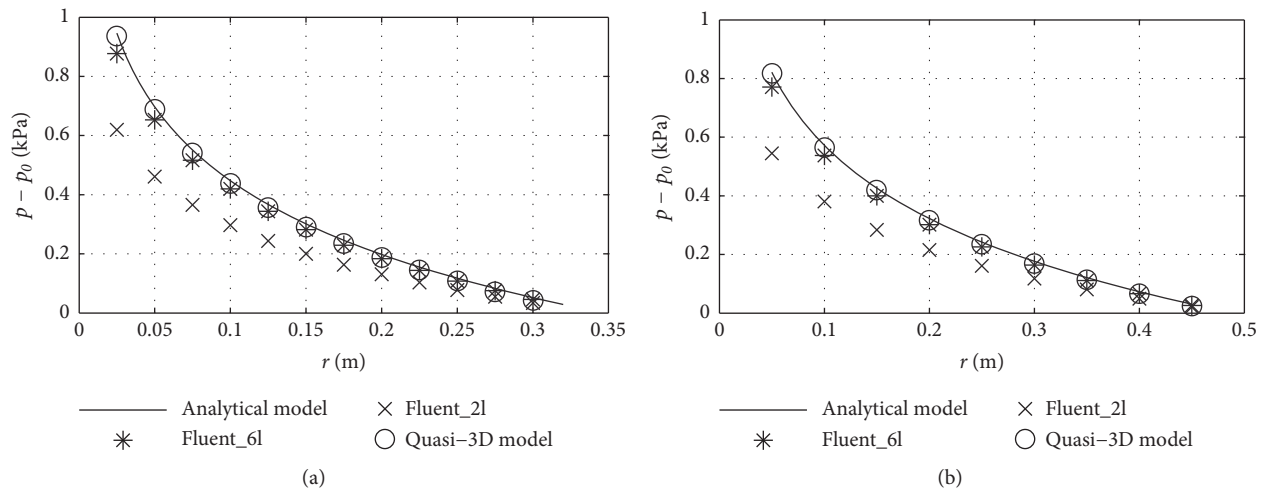 1
0.8
0.6
0.4
0.2
0
p − p0 (kPa)
0 0.05 0.1 0.15 0.2 0.25 0.3 0.35
r (m)
Analytical model
Fluent_2l
Fluent_6l
Quasi−3D model
(a)
1
0.8
0.6
0.4
0.2
0
p − p0 (kPa)
0 0.1 0.2 0.3 0.4 0.5
r (m)
Analytical model
Fluent_2l
Fluent_6l
Quasi−3D model
(b)